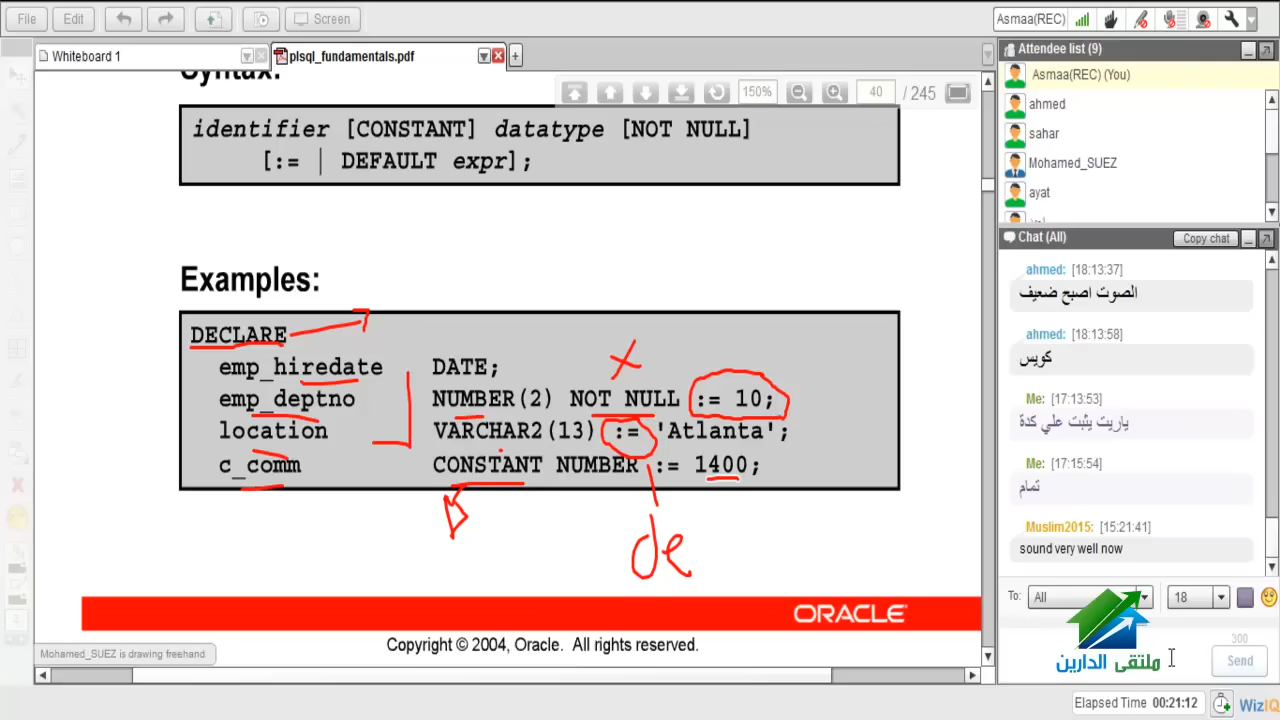 File Edit Screen
Asmaa(REC)
Whiteboard 1
plsql_fundamentals.pdf
Attendee list (9)
Asmaa(REC) (You)
ahmed
sahar
Mohamed_SUEZ
ayat
Syntax:
150% 40 / 245
identifier [CONSTANT] datatype [NOT NULL]
[:= | DEFAULT expr];
Examples:
DECLARE
emp_hiredate DATE;
emp_deptno NUMBER(2) NOT NULL := 10;
location VARCHAR2(13) := 'Atlanta';
c_comm CONSTANT NUMBER := 1400;
de
ORACLE
Copyright © 2004, Oracle. All rights reserved.
Mohamed_SUEZ is drawing freehand
Chat (All) Copy chat
ahmed: [18:13:37]
الصوت اصبح ضعيف
ahmed: [18:13:58]
كويس
Me: [17:13:53]
ياريت يثبت علي كدة
Me: [17:15:54]
تمام
Muslim2015: [15:21:41]
sound very well now
To: All 18
ملتقى الدارين
300
Send
Elapsed Time 00:21:12
WizIQ